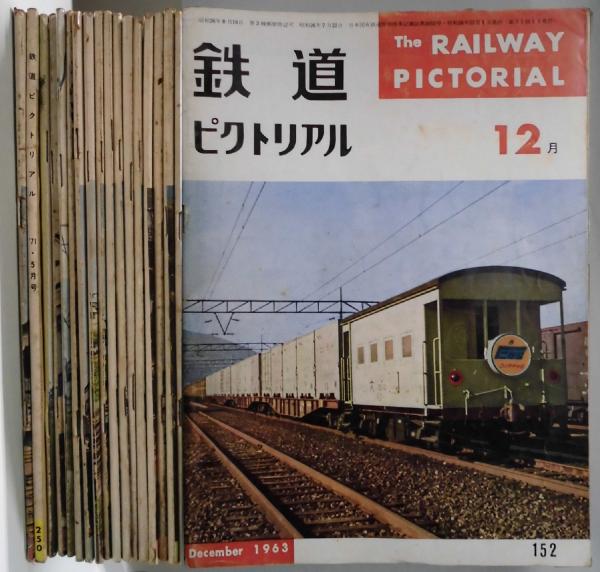 The RAILWAY
PICTORIAL
鉄道
ピクトリアル
12月
December 1963
152
鉄道ピクトリアル '71・5月号
250